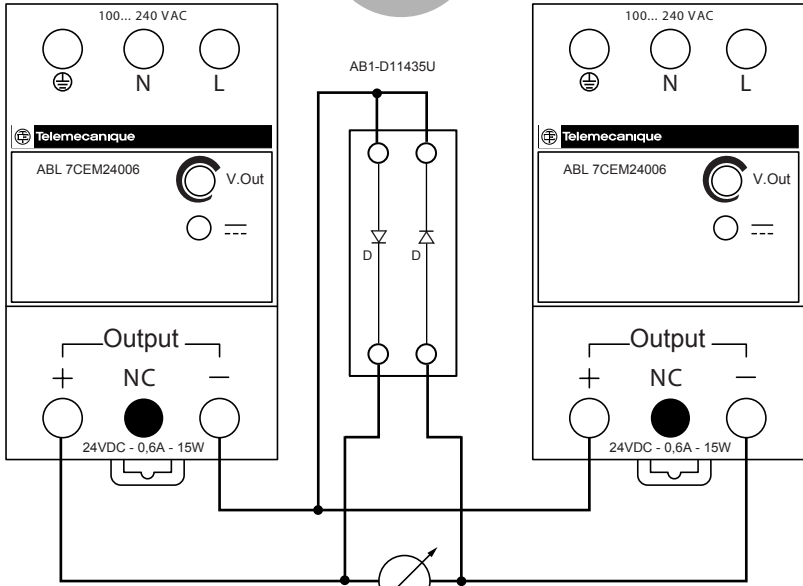 100... 240 VAC
N
L
Telemecanique
ABL 7CEM24006
V.Out
Output
+
NC
—
24VDC - 0,6A - 15W
AB1-D11435U
D
D
100... 240 VAC
N
L
Telemecanique
ABL 7CEM24006
V.Out
Output
+
NC
—
24VDC - 0,6A - 15W